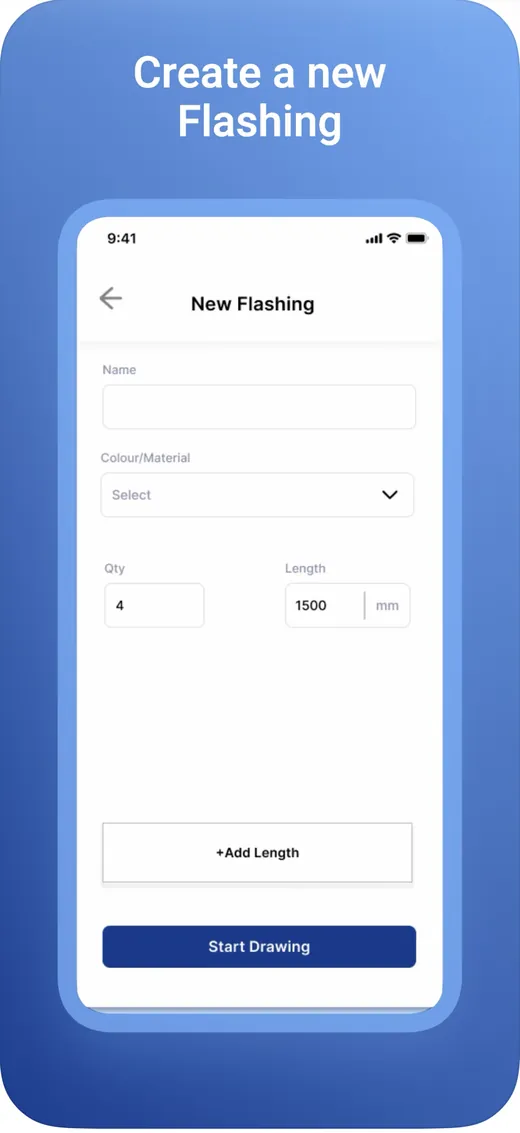 Create a new
Flashing
9:41
New Flashing
Name
Colour/Material
Select
Qty
Length
4
1500
mm
+Add Length
Start Drawing